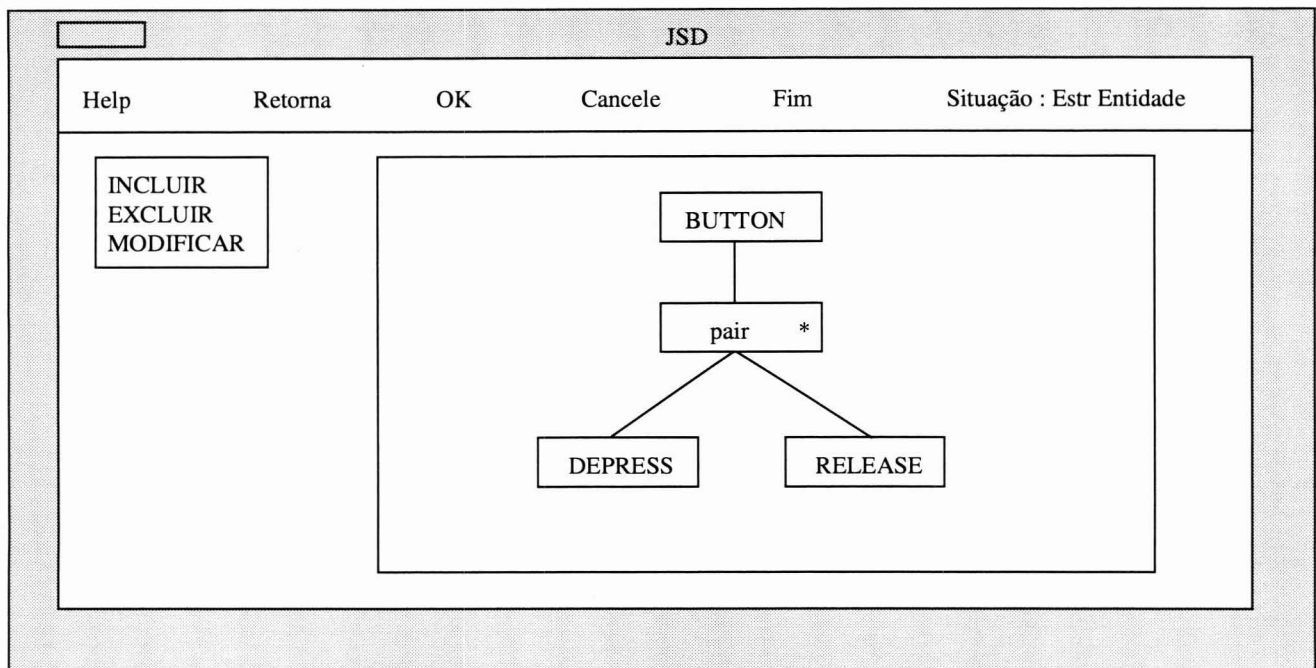 JSD
Help Retorna OK Cancele Fim Situação : Estr Entidade
INCLUIR
EXCLUIR
MODIFICAR
BUTTON
pair *
DEPRESS RELEASE